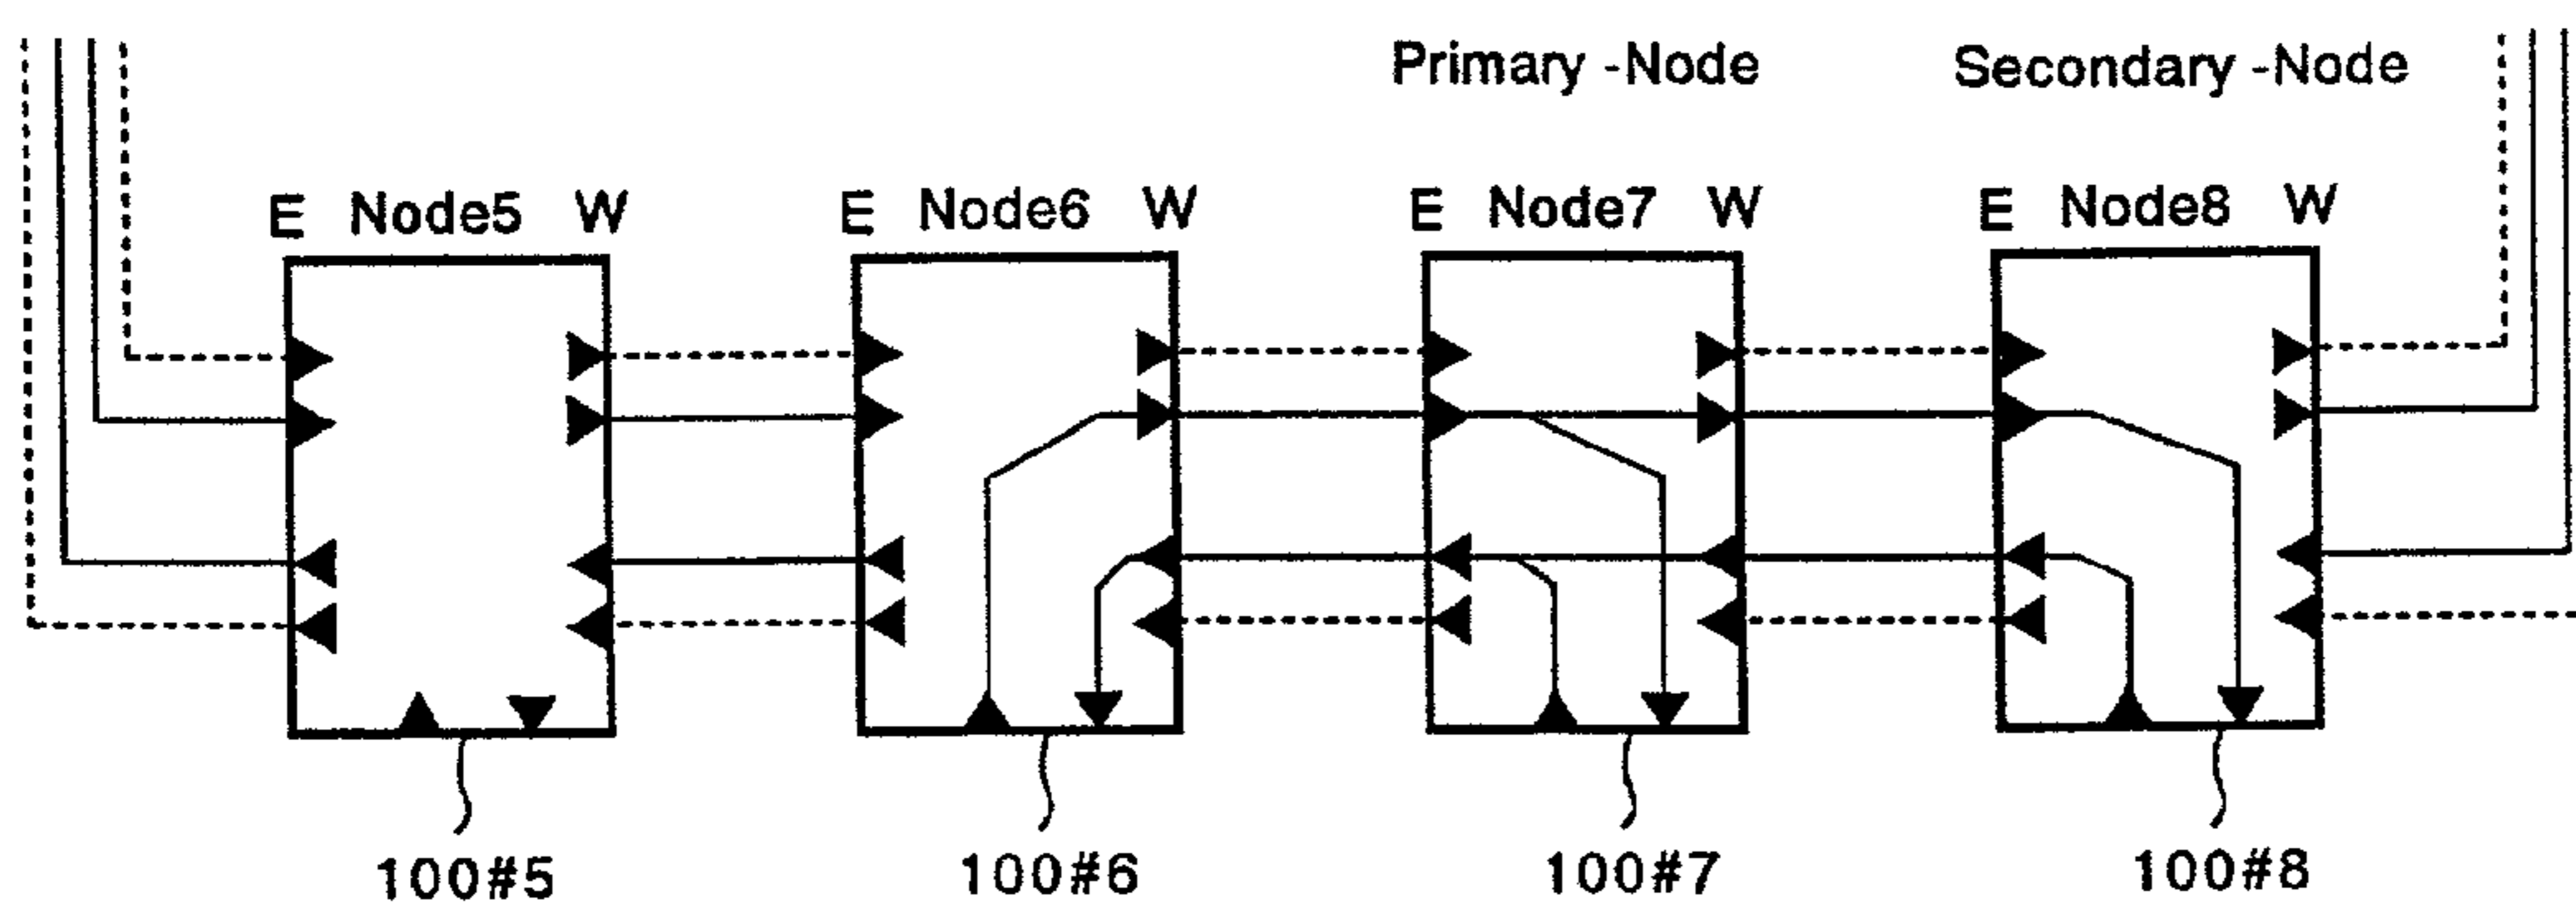 Primary -Node Secondary -Node
E Node5 W E Node6 W E Node7 W E Node8 W
100#5 100#6 100#7 100#8